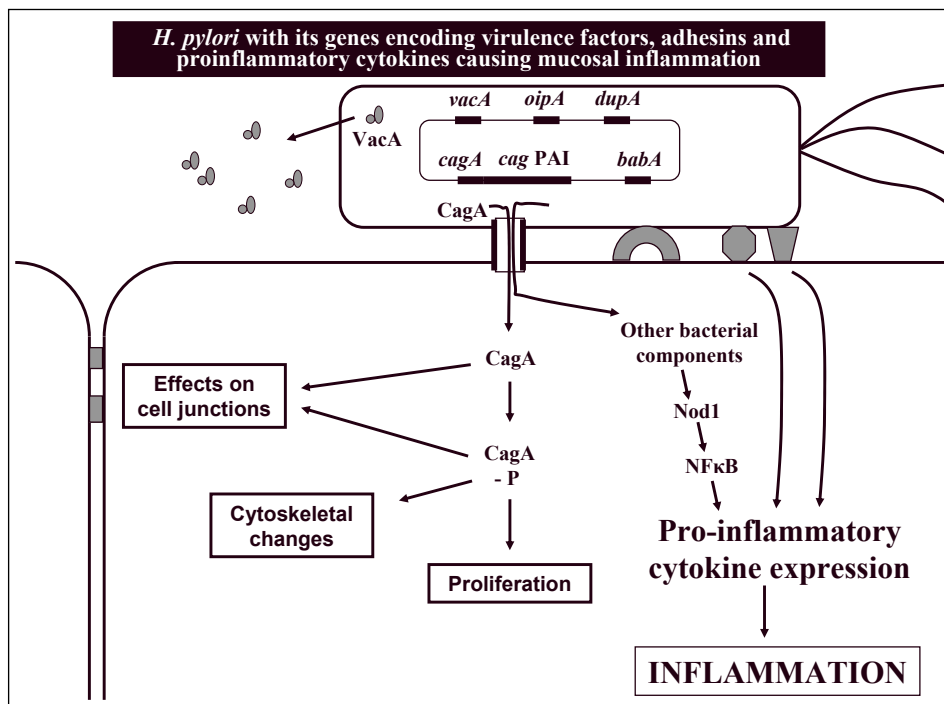 H. pylori with its genes encoding virulence factors, adhesins and
proinflammatory cytokines causing mucosal inflammation
vacA oipA dupA
VacA
cagA cag PAI babA
CagA
Other bacterial
components
CagA
Effects on
cell junctions
Nod1
CagA
- P
NFκB
Cytoskeletal
changes
Pro-inflammatory
cytokine expression
Proliferation
INFLAMMATION